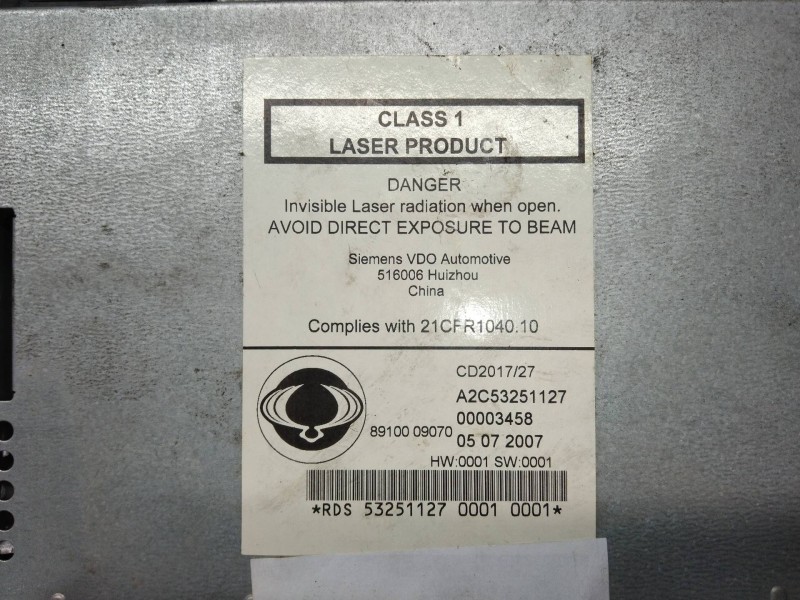 CLASS 1
LASER PRODUCT
DANGER
Invisible Laser radiation when open.
AVOID DIRECT EXPOSURE TO BEAM
Siemens VDO Automotive
516006 Huizhou
China
Complies with 21CFR1040.10
CD2017/27
A2C53251127
00003458
89100 09070 05 07 2007
HW:0001 SW:0001
*RDS 53251127 0001 0001*